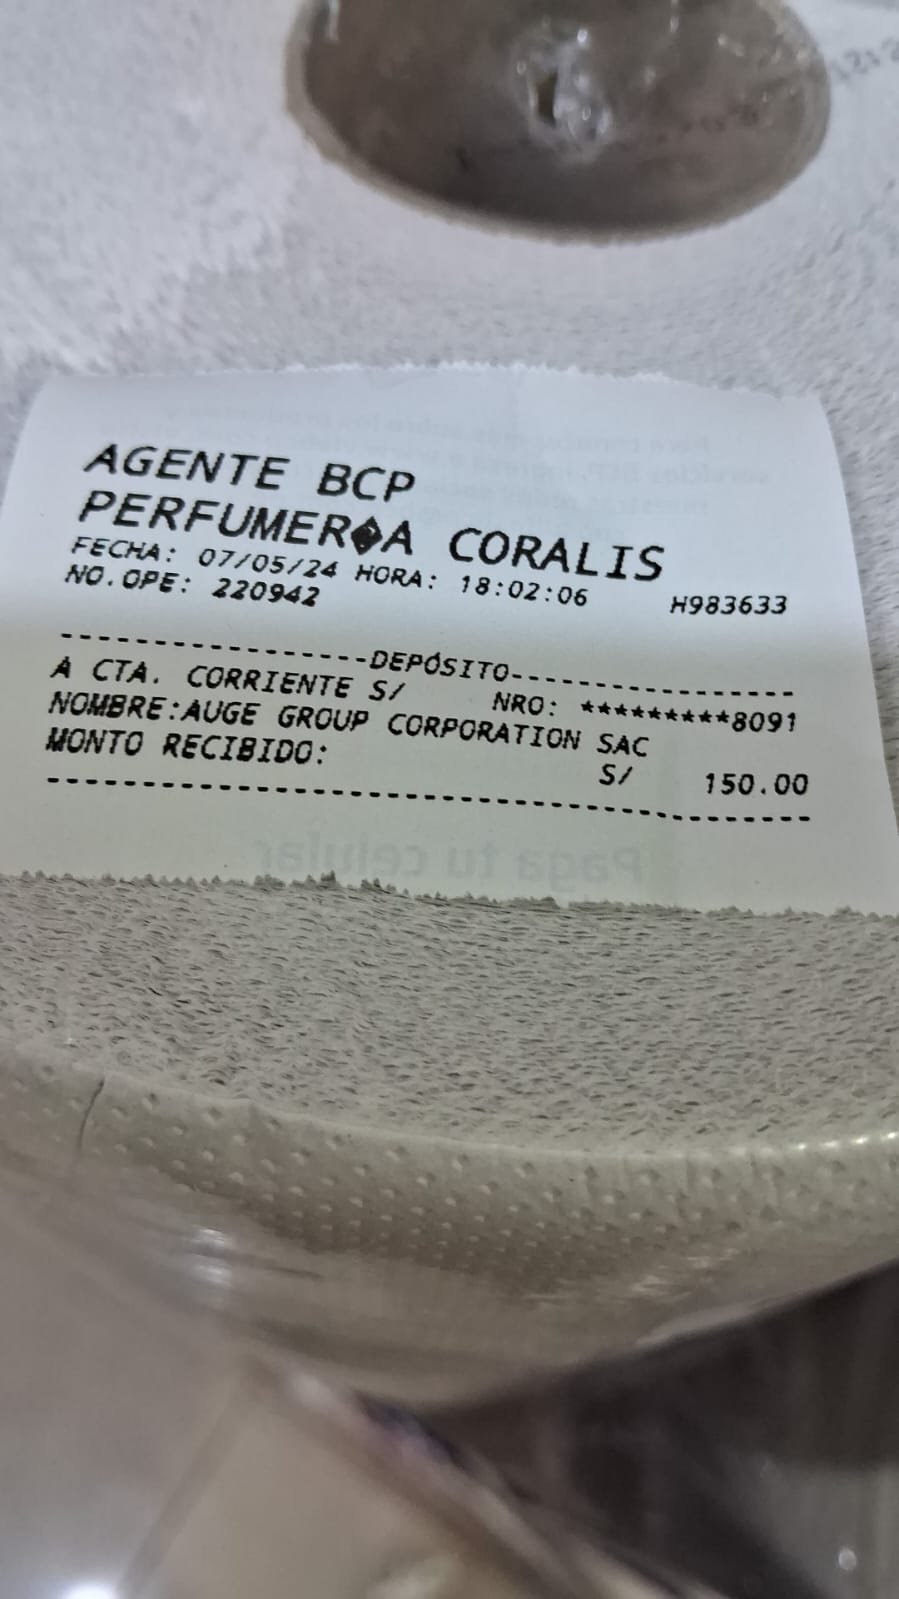 AGENTE BCP
PERFUMER�A CORALIS
FECHA: 07/05/24 HORA: 18:02:06 H983633
NO.OPE: 220942
-----------------DEPÓSITO-----------------
A CTA. CORRIENTE S/ NRO: *********8091
NOMBRE:AUGE GROUP CORPORATION SAC
MONTO RECIBIDO: S/ 150.00
------------------------------------------
Paga tu celular